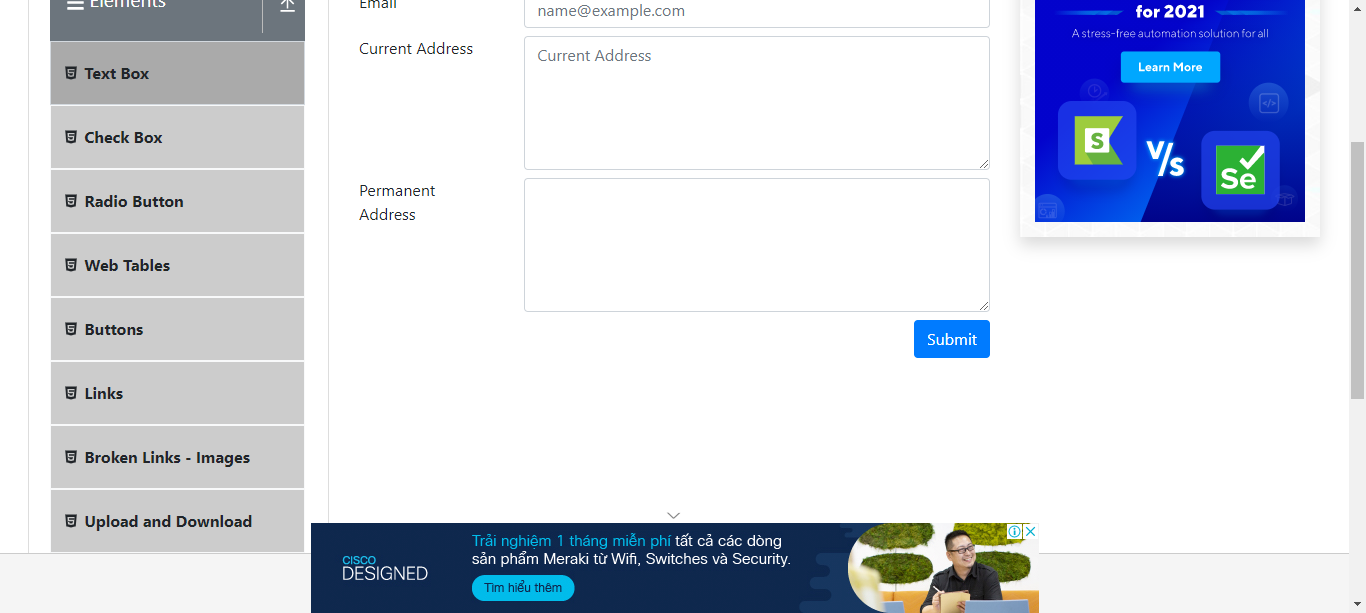 Elements
Text Box
Check Box
Radio Button
Web Tables
Buttons
Links
Broken Links - Images
Upload and Download
Email
name@example.com
Current Address
Current Address
Permanent
Address
Submit
for 2021
A stress-free automation solution for all
Learn More
S
V/s
Se
CISCO
DESIGNED
Trải nghiệm 1 tháng miễn phí tất cả các dòng
sản phẩm Meraki từ Wifi, Switches và Security.
Tìm hiểu thêm